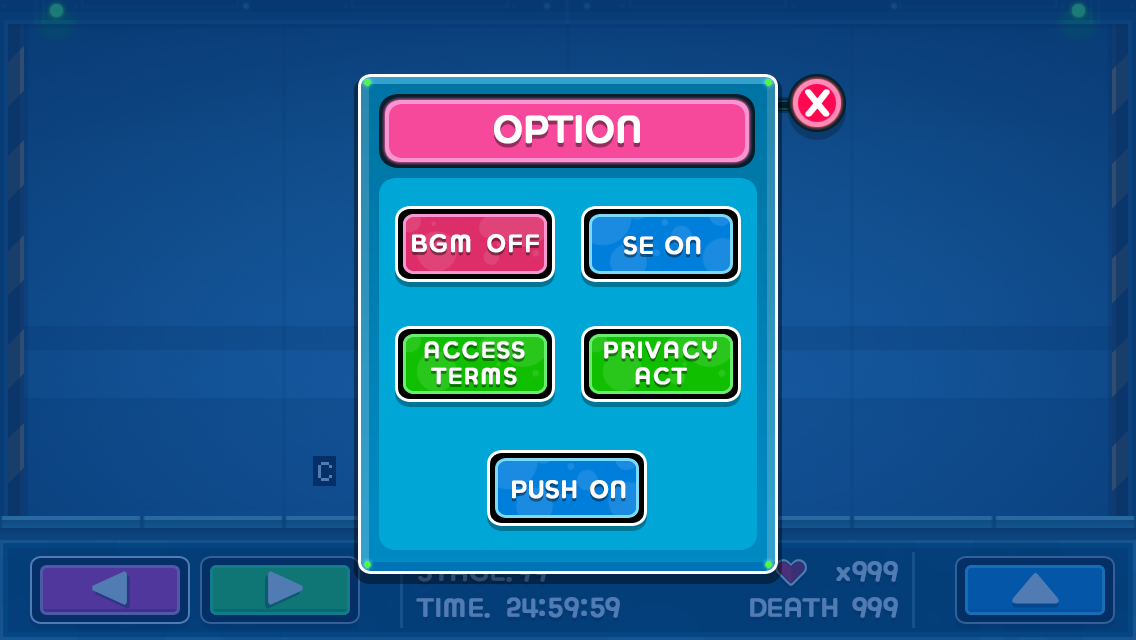 OPTION
X
BGM OFF
SE ON
ACCESS
TERMS
PRIVACY
ACT
C
PUSH ON
x999
TIME. 24:59:59
DEATH 999